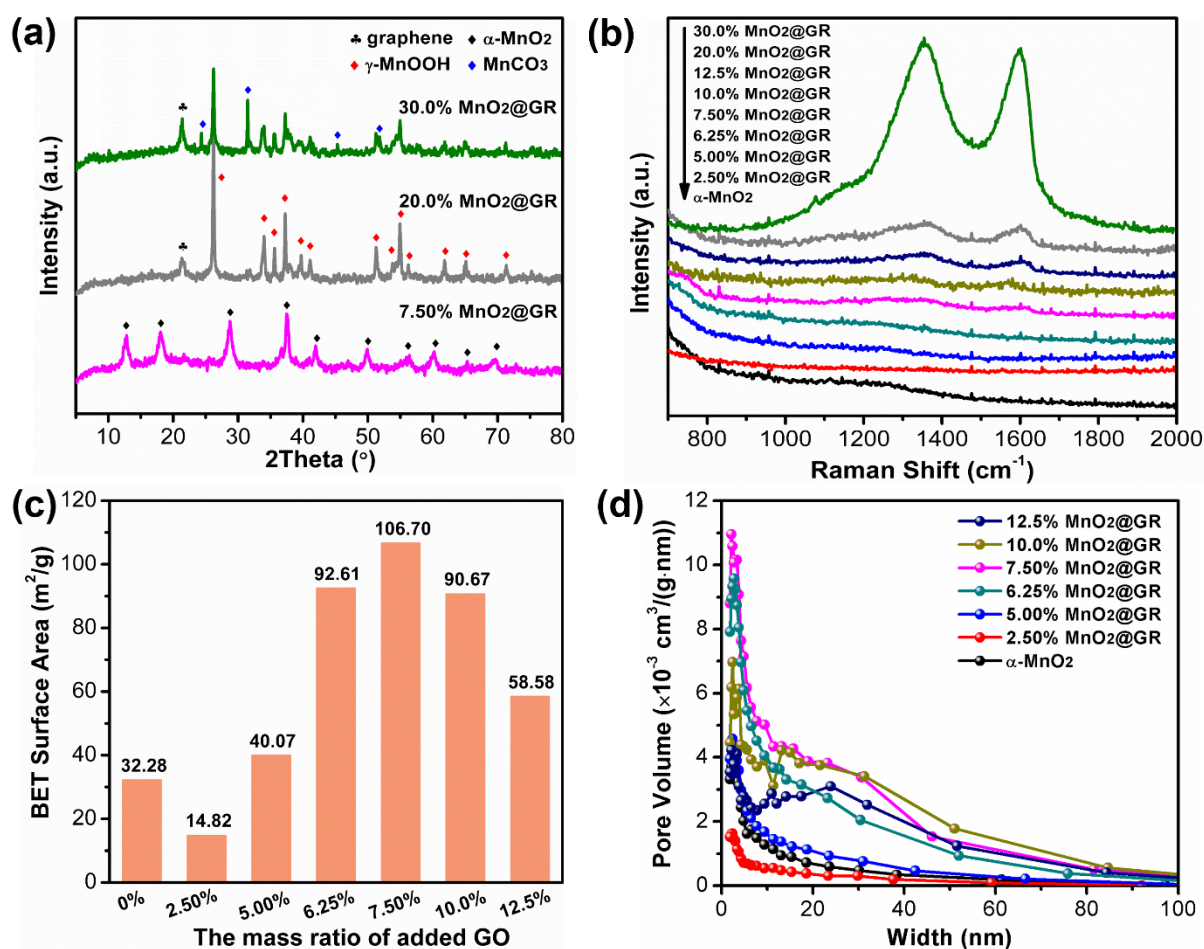 (a)
♣ graphene ♦ α-MnO2
♦ γ-MnOOH ♦ MnCO3
30.0% MnO2@GR
20.0% MnO2@GR
7.50% MnO2@GR
Intensity (a.u.)
10 20 30 40 50 60 70 80
2Theta (°)
(b)
30.0% MnO2@GR
20.0% MnO2@GR
12.5% MnO2@GR
10.0% MnO2@GR
7.50% MnO2@GR
6.25% MnO2@GR
5.00% MnO2@GR
2.50% MnO2@GR
α-MnO2
Intensity (a.u.)
800 1000 1200 1400 1600 1800 2000
Raman Shift (cm⁻¹)
(c)
BET Surface Area (m²/g)
120
100
80
60
40
20
0
32.28
14.82
40.07
92.61
106.70
90.67
58.58
0% 2.50% 5.00% 6.25% 7.50% 10.0% 12.5%
The mass ratio of added GO
(d)
12.5% MnO2@GR
10.0% MnO2@GR
7.50% MnO2@GR
6.25% MnO2@GR
5.00% MnO2@GR
2.50% MnO2@GR
α-MnO2
Pore Volume (×10⁻³ cm³/(g·nm))
10
8
6
4
2
0
0 20 40 60 80 100
Width (nm)